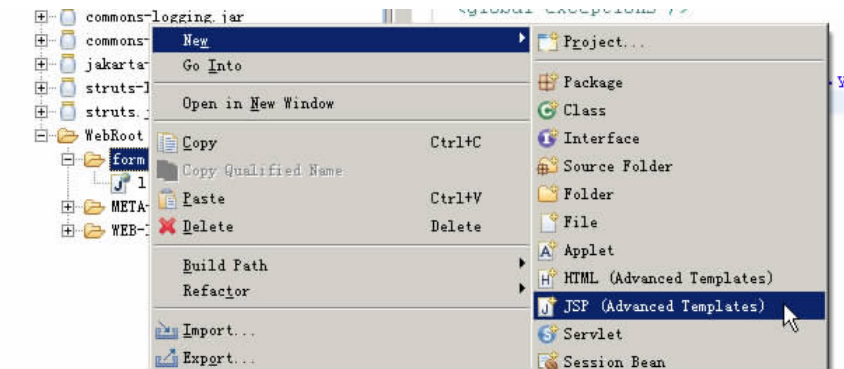 commons-logging.jar
<global-exceptions />
commons-
jakarta-
struts-
struts.
WebRoot
form
META-
WEB-
New
Go Into
Open in New Window
Copy Ctrl+C
Copy Qualified Name
Paste Ctrl+V
Delete Delete
Build Path
Refactor
Import...
Export...
Project...
Package
Class
Interface
Source Folder
Folder
File
Applet
HTML (Advanced Templates)
JSP (Advanced Templates)
Servlet
Session Bean